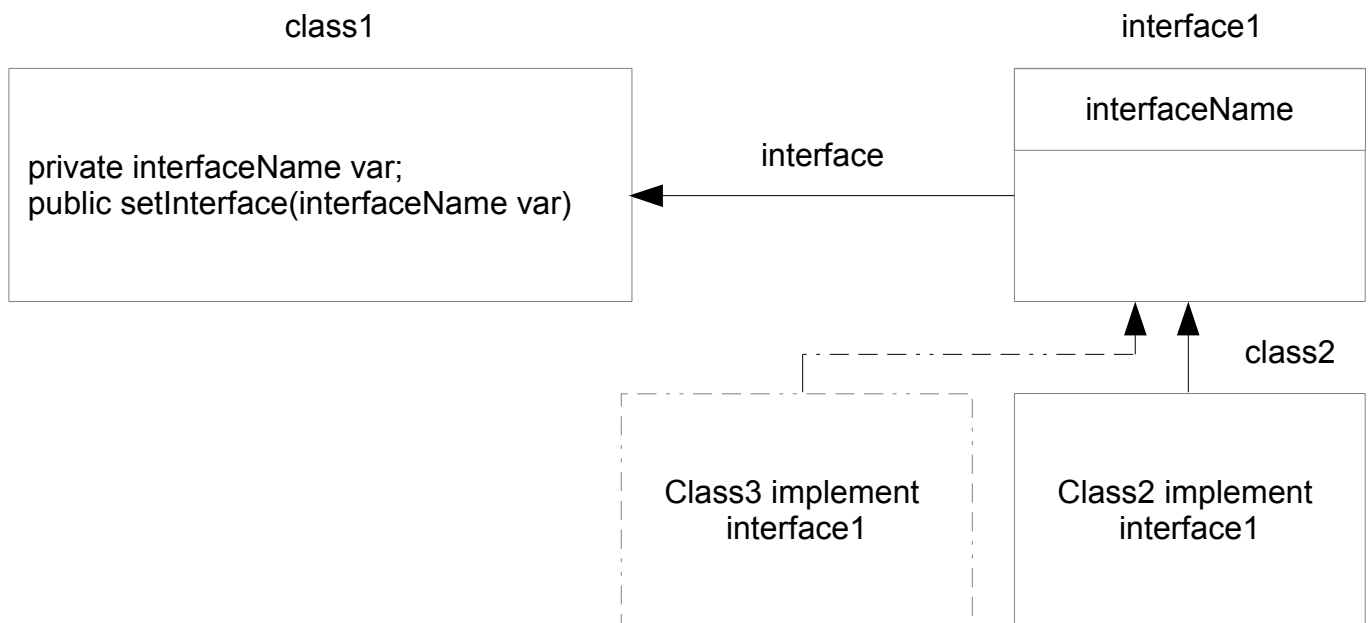 class1
interface1
interfaceName
private interfaceName var;
public setInterface(interfaceName var)
interface
class2
Class3 implement
interface1
Class2 implement
interface1